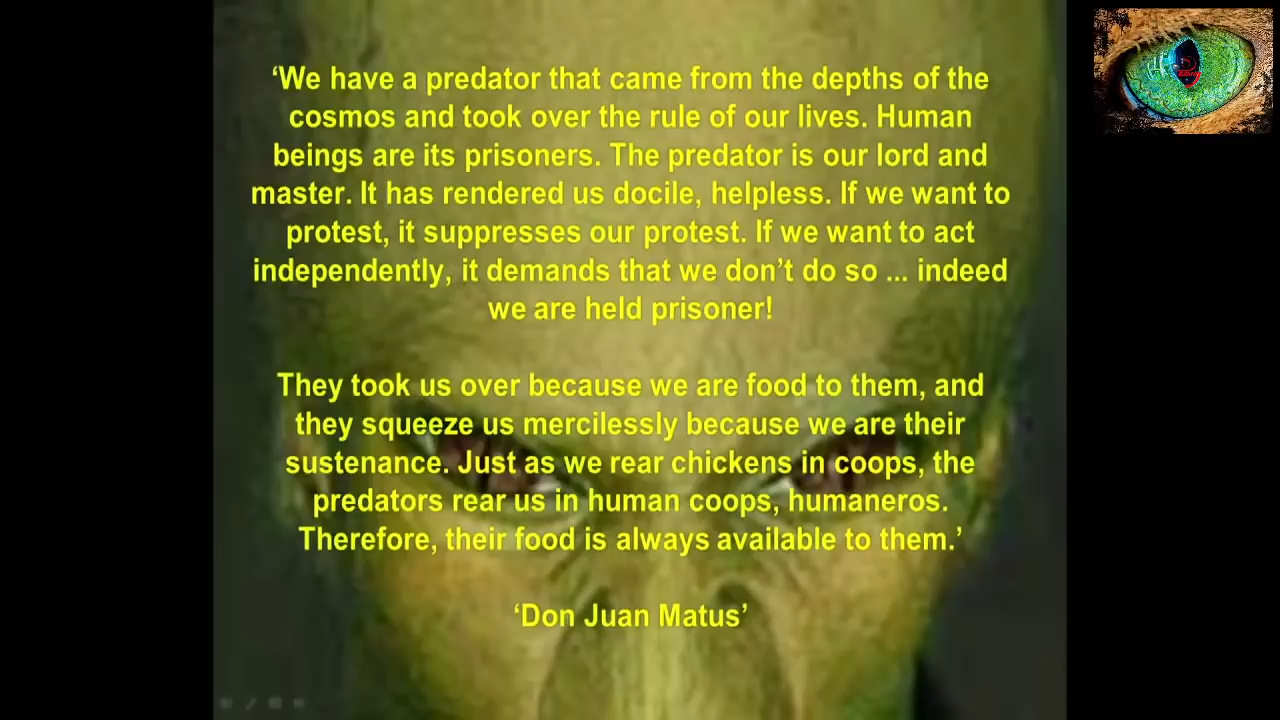 ‘We have a predator that came from the depths of the
cosmos and took over the rule of our lives. Human
beings are its prisoners. The predator is our lord and
master. It has rendered us docile, helpless. If we want to
protest, it suppresses our protest. If we want to act
independently, it demands that we don’t do so ... indeed
we are held prisoner!
They took us over because we are food to them, and
they squeeze us mercilessly because we are their
sustenance. Just as we rear chickens in coops, the
predators rear us in human coops, humaneros.
Therefore, their food is always available to them.’
‘Don Juan Matus’